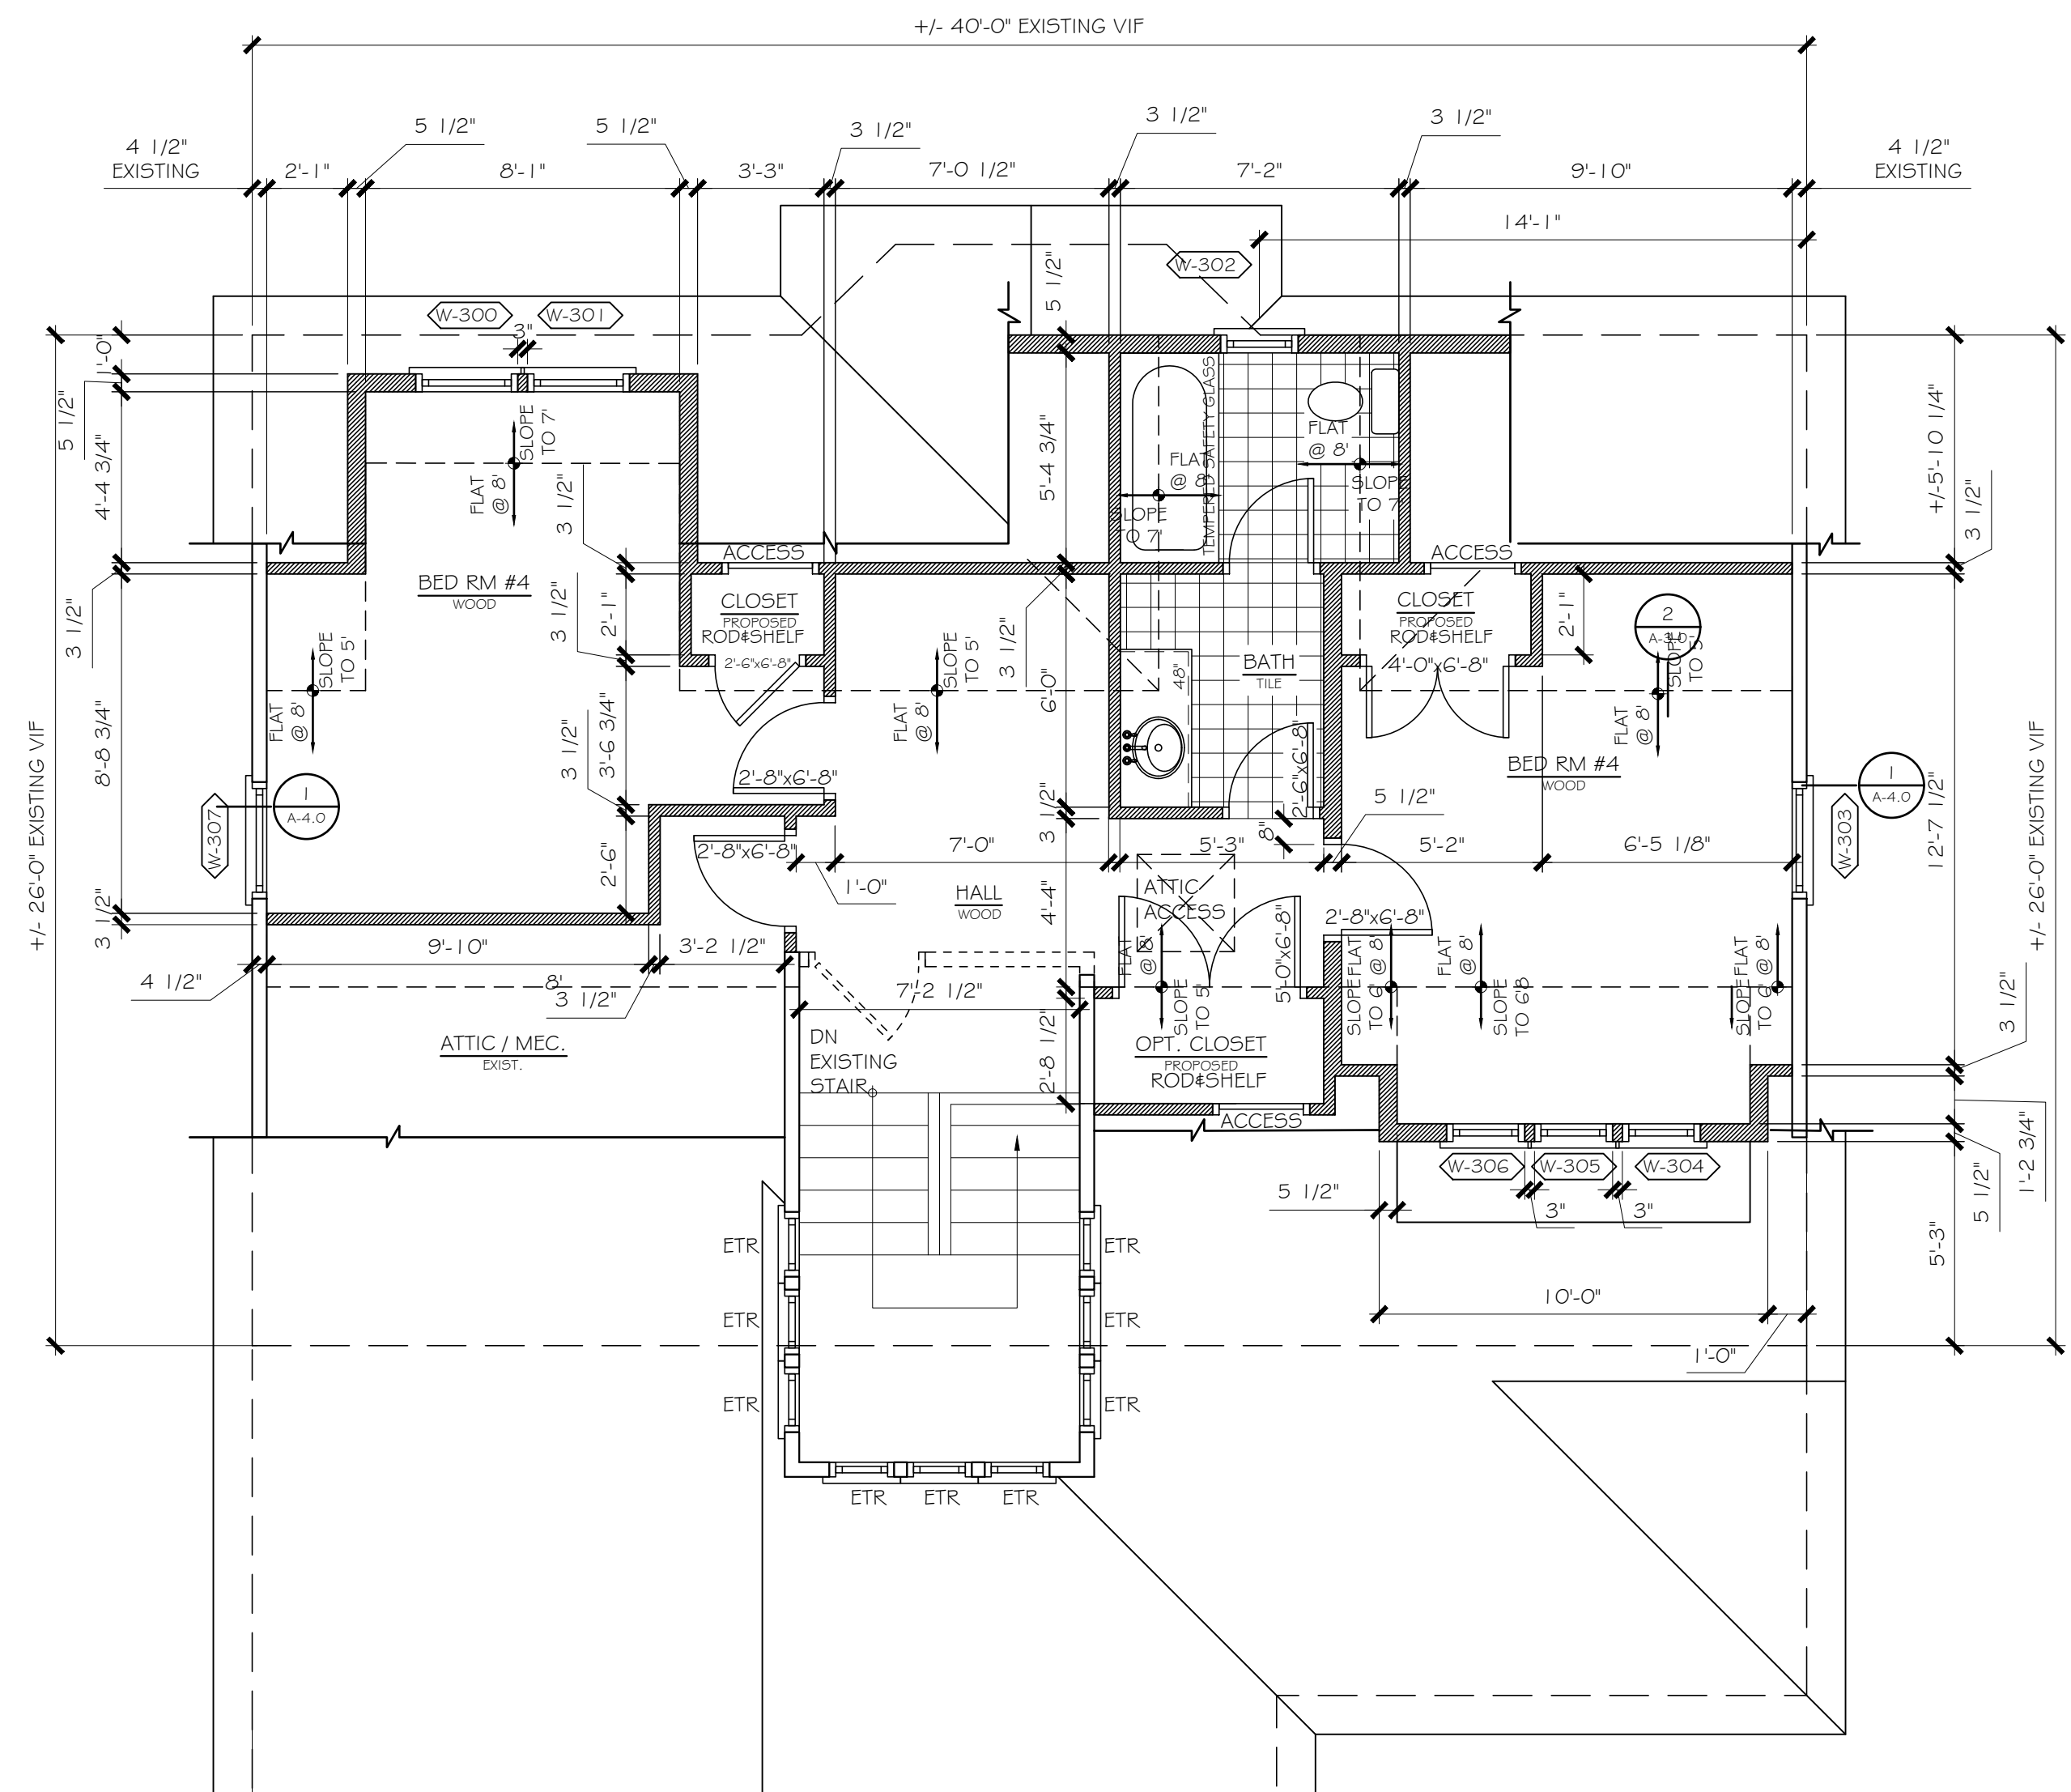 +/- 40'-0" EXISTING VIF
3 1/2"
3 1/2"
5 1/2"
5 1/2"
3 1/2"
4 1/2"
EXISTING
2'-1"
8'-1"
3'-3"
7'-0 1/2"
7'-2"
9'-10"
4 1/2"
EXISTING
14'-1"
W-302
5 1/2"
W-300
W-301
3"
1'-0"
5 1/2"
4'-4 3/4"
3 1/2"
8'-8 3/4"
3 1/2"
+/- 26'-0" EXISTING VIF
SLOPE
TO 7'
FLAT
@ 8'
3 1/2"
5'-4 3/4"
TEMPERED SAFETY GLASS
FLAT
@ 8'
SLOPE
TO 7'
FLAT
@ 8'
SLOPE
TO 7'
+/-5'-10 1/4"
3 1/2"
ACCESS
ACCESS
BED RM #4
WOOD
CLOSET
PROPOSED
ROD&SHELF
2'-6"x6'-8"
3 1/2"
2'-1"
SLOPE
TO 5'
FLAT
@ 8'
SLOPE
TO 5'
FLAT
@ 8'
3 1/2"
6'-0"
48"
BATH
TILE
CLOSET
PROPOSED
ROD&SHELF
4'-0"x6'-8"
2'-1"
2
A-3.0
SLOPE
TO 5'
FLAT
@ 8'
3 1/2"
3'-6 3/4"
2'-8"x6'-8"
2'-6"x6'-8"
BED RM #4
WOOD
W-307
1
A-4.0
1
A-4.0
W-303
12'-7 1/2"
+/- 26'-0" EXISTING VIF
2'-8"x6'-8"
2'-6"
3 1/2"
8"
5 1/2"
7'-0"
5'-3"
5'-2"
6'-5 1/8"
1'-0"
HALL
WOOD
4'-4"
ATTIC
ACCESS
5'-0"x6'-8"
2'-8"x6'-8"
9'-10"
3'-2 1/2"
4 1/2"
8'
3 1/2"
7'-2 1/2"
FLAT
@ 8'
SLOPE
TO 5'
FLAT
@ 8'
SLOPE
TO 6'
FLAT
@ 8'
SLOPE
TO 6'8
FLAT
@ 8'
SLOPE
TO 6'
3 1/2"
ATTIC / MEC.
EXIST.
DN
EXISTING
STAIR
2'-8 1/2"
OPT. CLOSET
PROPOSED
ROD&SHELF
ACCESS
W-306
W-305
W-304
5 1/2"
3"
3"
1'-2 3/4"
5 1/2"
5'-3"
10'-0"
1'-0"
ETR
ETR
ETR
ETR
ETR
ETR
ETR
ETR
ETR